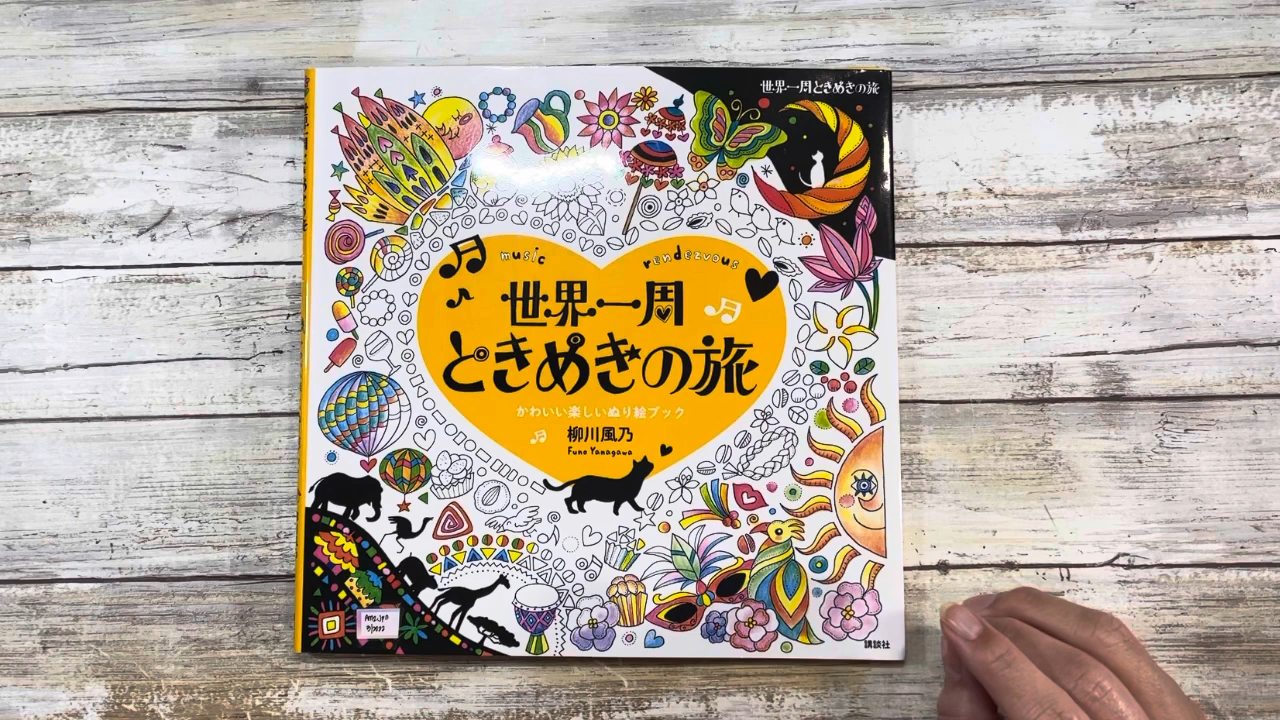 世界一周ときめきの旅
music rendezvous
世界一周
ときめきの旅
かわいい楽しいぬり絵ブック
柳川風乃
Funo Yanagawa
講談社